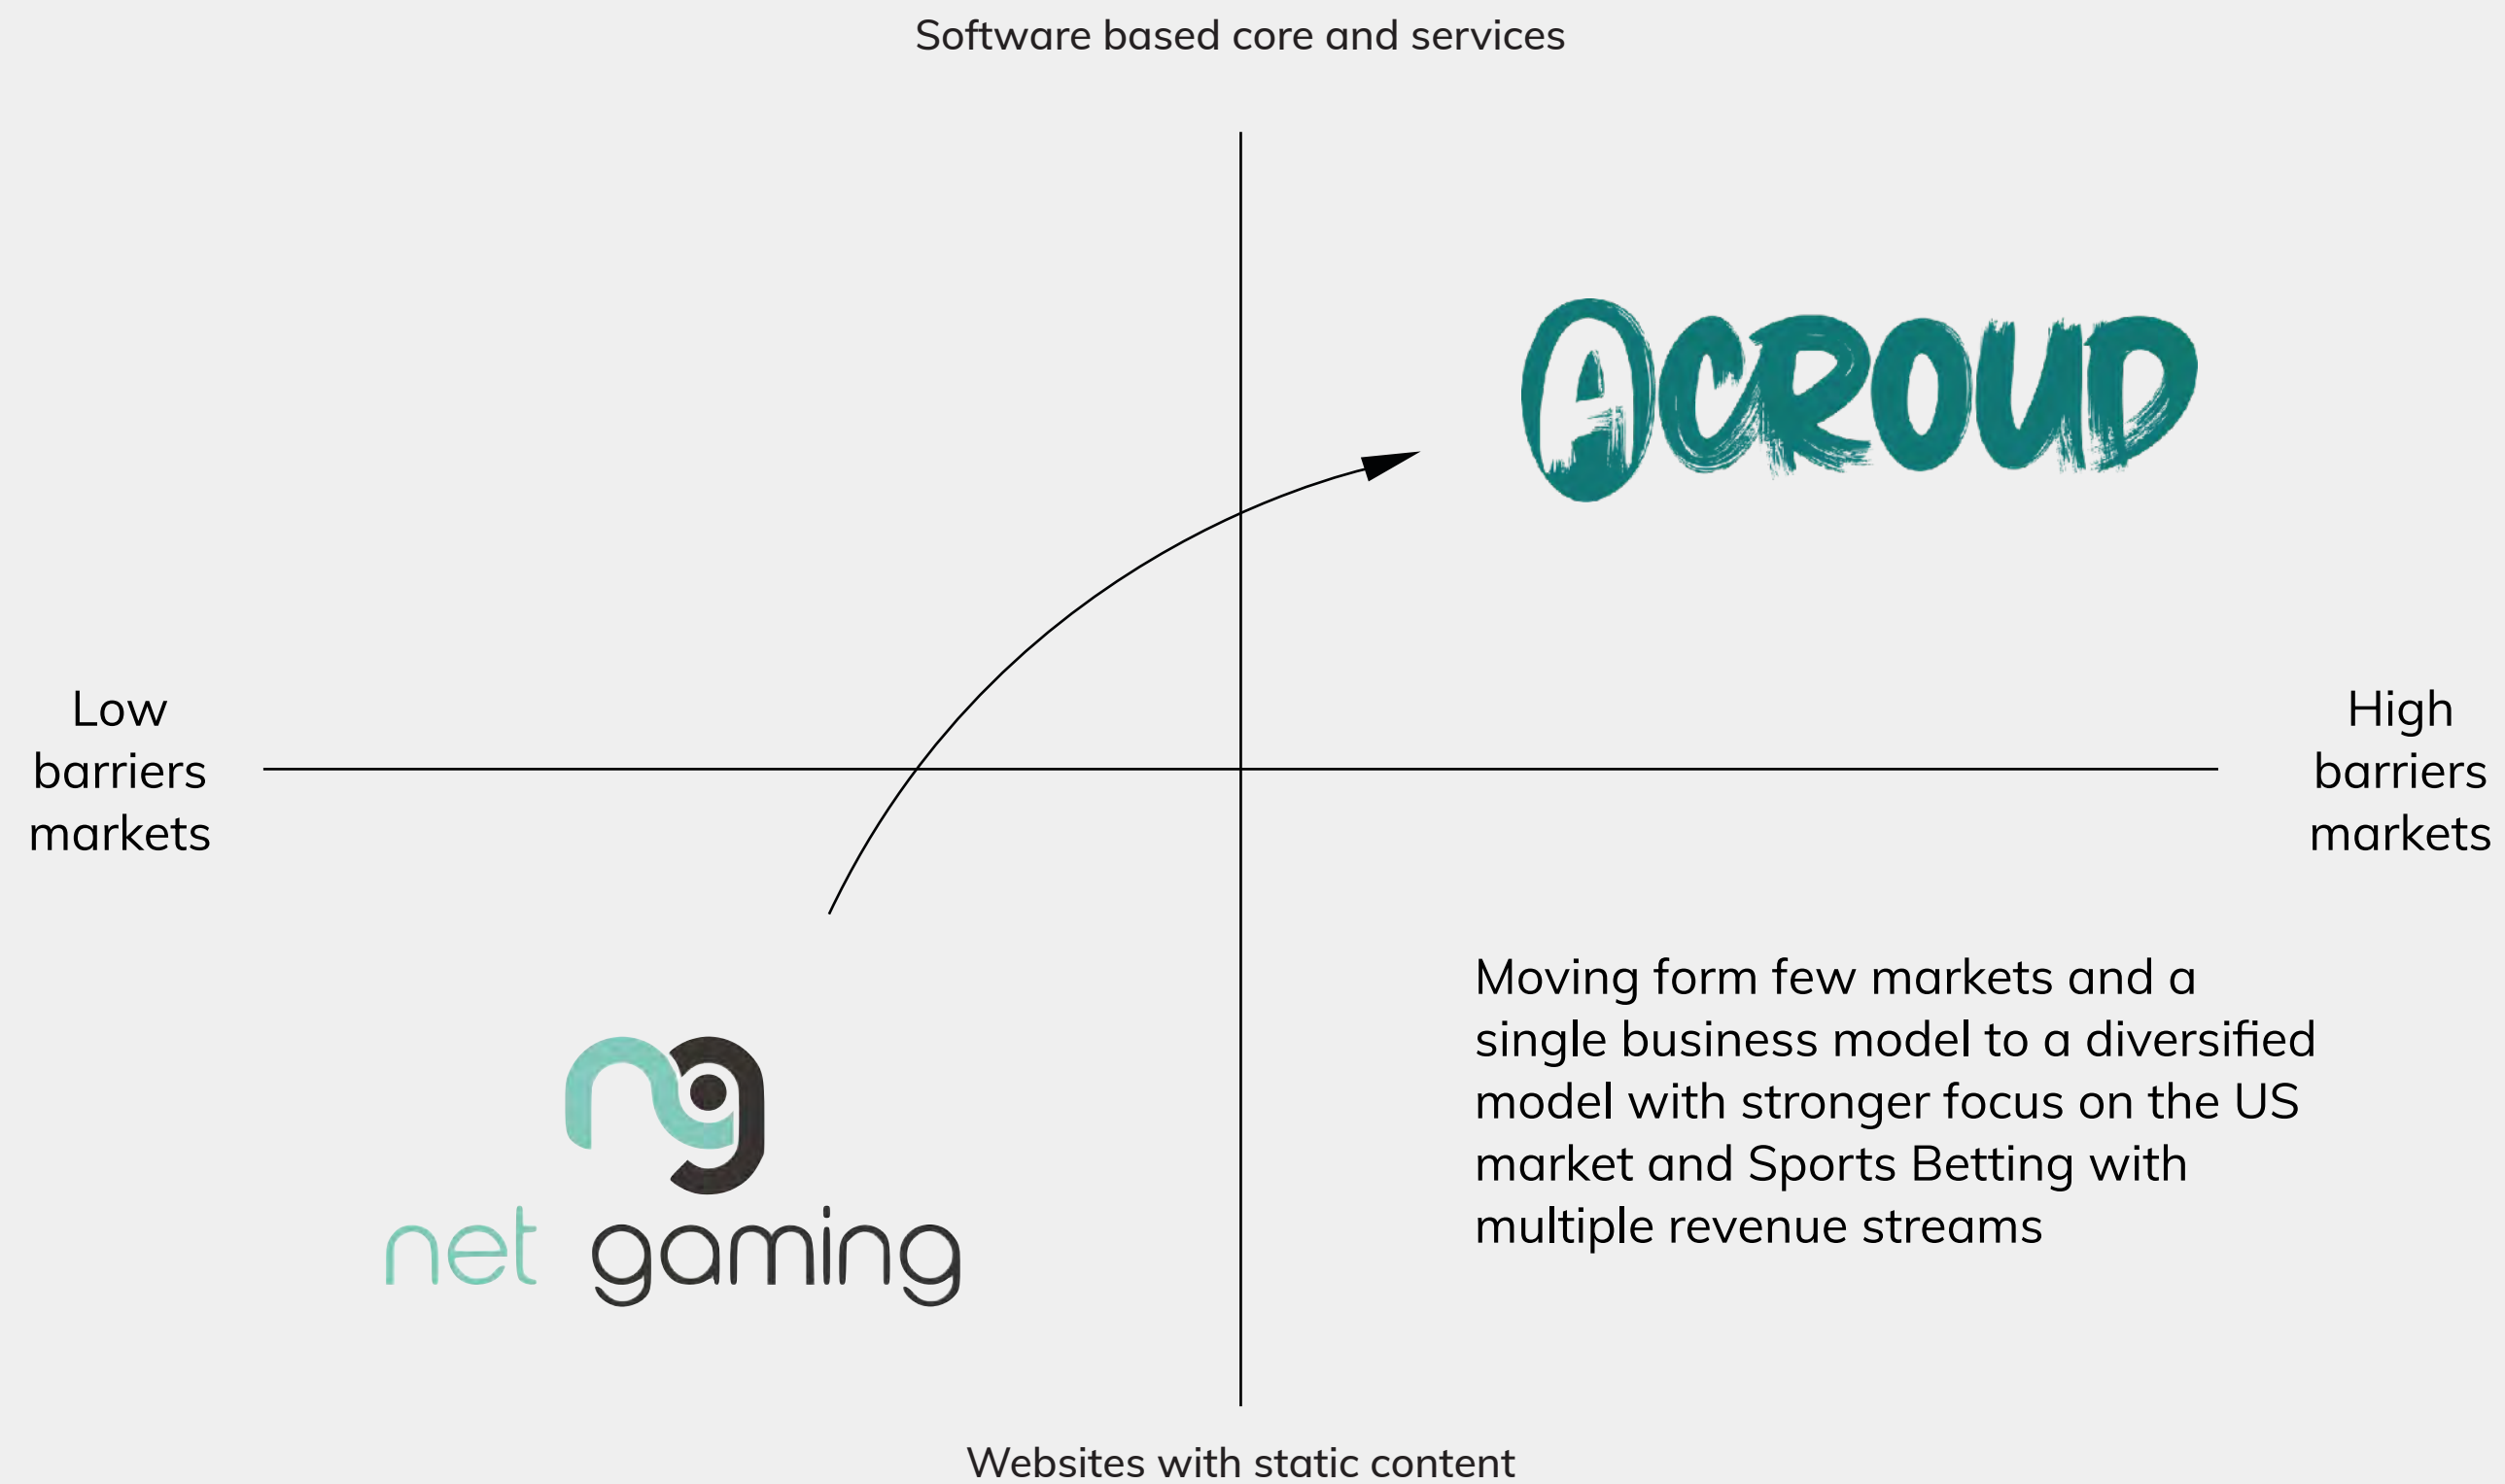 Software based core and services
ACROUD
Low
barriers
markets
High
barriers
markets
Moving form few markets and a
single business model to a diversified
model with stronger focus on the US
market and Sports Betting with
multiple revenue streams
ng
net gaming
Websites with static content